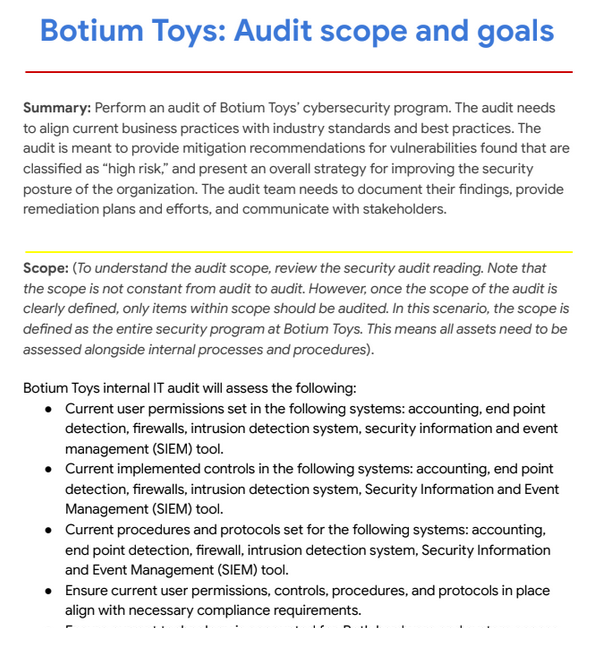 Botium Toys: Audit scope and goals
Summary: Perform an audit of Botium Toys’ cybersecurity program. The audit needs
to align current business practices with industry standards and best practices. The
audit is meant to provide mitigation recommendations for vulnerabilities found that are
classified as “high risk,” and present an overall strategy for improving the security
posture of the organization. The audit team needs to document their findings, provide
remediation plans and efforts, and communicate with stakeholders.
Scope: (To understand the audit scope, review the security audit reading. Note that
the scope is not constant from audit to audit. However, once the scope of the audit is
clearly defined, only items within scope should be audited. In this scenario, the scope is
defined as the entire security program at Botium Toys. This means all assets need to be
assessed alongside internal processes and procedures).
Botium Toys internal IT audit will assess the following:
● Current user permissions set in the following systems: accounting, end point
detection, firewalls, intrusion detection system, security information and event
management (SIEM) tool.
● Current implemented controls in the following systems: accounting, end point
detection, firewalls, intrusion detection system, Security Information and Event
Management (SIEM) tool.
● Current procedures and protocols set for the following systems: accounting,
end point detection, firewall, intrusion detection system, Security Information
and Event Management (SIEM) tool.
● Ensure current user permissions, controls, procedures, and protocols in place
align with necessary compliance requirements.